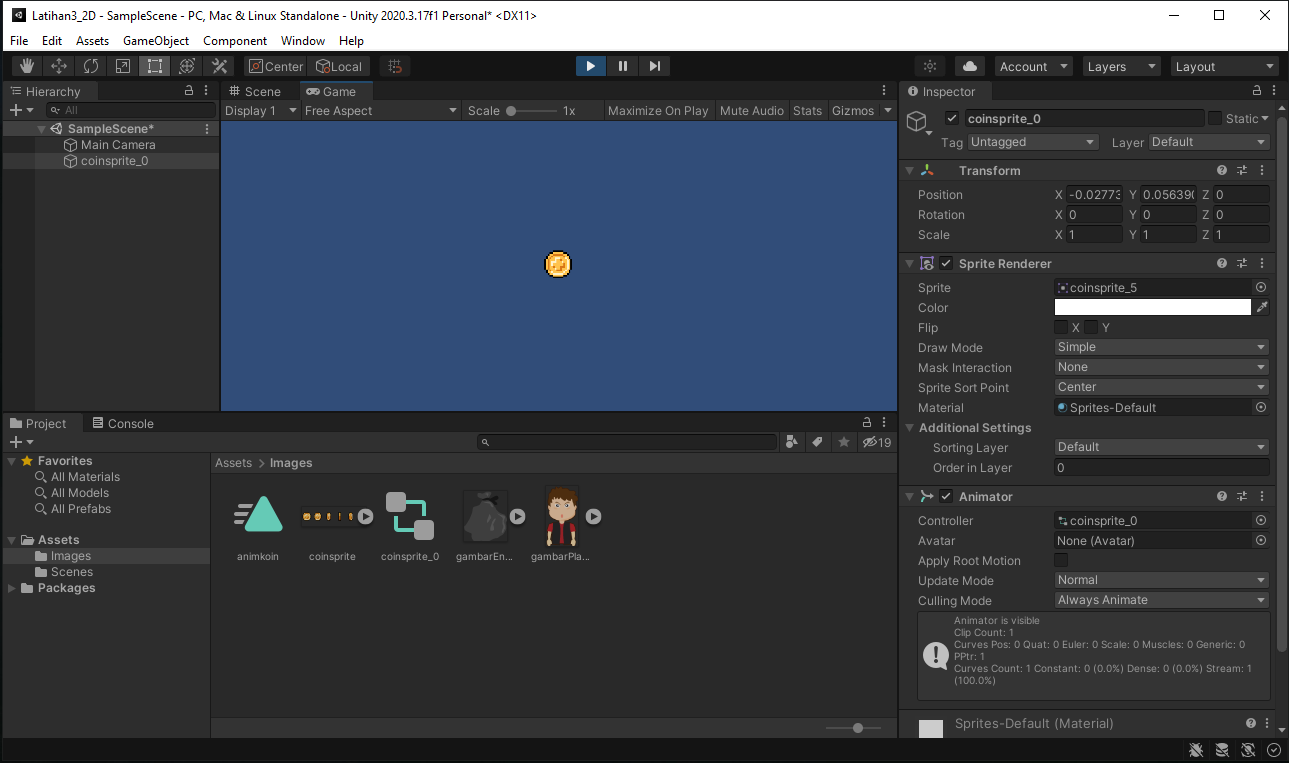 Latihan3_2D - SampleScene - PC, Mac & Linux Standalone - Unity 2020.3.17f1 Personal* <DX11>
File Edit Assets GameObject Component Window Help
Center Local Account Layers Layout
Hierarchy
All
SampleScene*
Main Camera
coinsprite_0
Scene Game
Display 1 Free Aspect Scale 1x Maximize On Play Mute Audio Stats Gizmos
Project Console
19
Favorites
All Materials
All Models
All Prefabs
Assets
Images
Scenes
Packages
Assets > Images
animkoin coinsprite coinsprite_0 gambarEn... gambarPla...
Inspector
coinsprite_0 Static
Tag Untagged Layer Default
Transform
Position X -0.02773 Y 0.056390 Z 0
Rotation X 0 Y 0 Z 0
Scale X 1 Y 1 Z 1
Sprite Renderer
Sprite coinsprite_5
Color
Flip X Y
Draw Mode Simple
Mask Interaction None
Sprite Sort Point Center
Material Sprites-Default
Additional Settings
Sorting Layer Default
Order in Layer 0
Animator
Controller coinsprite_0
Avatar None (Avatar)
Apply Root Motion
Update Mode Normal
Culling Mode Always Animate
Animator is visible
Clip Count: 1
Curves Pos: 0 Quat: 0 Euler: 0 Scale: 0 Muscles: 0 Generic: 0
PPtr: 1
Curves Count: 1 Constant: 0 (0.0%) Dense: 0 (0.0%) Stream: 1
(100.0%)
Sprites-Default (Material)